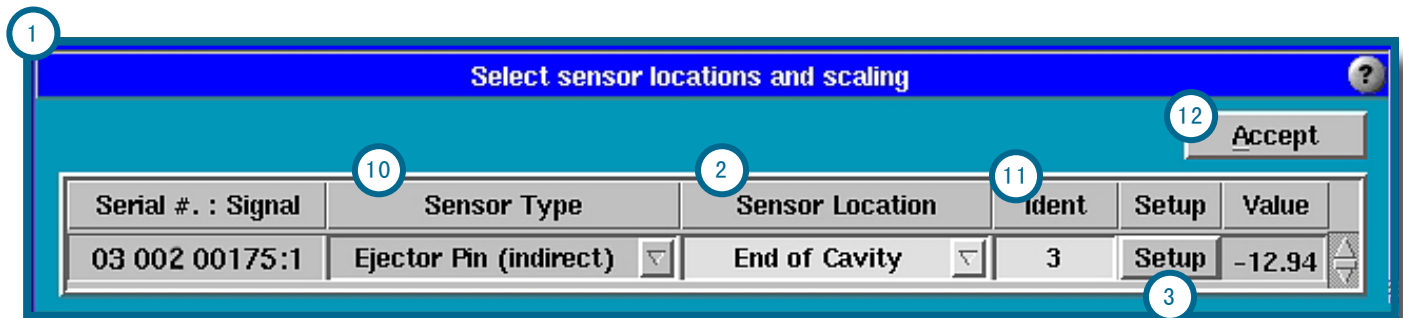 1
Select sensor locations and scaling ?
12 Accept
10 2 11
Serial #. : Signal Sensor Type Sensor Location Ident Setup Value
03 002 00175:1 Ejector Pin (indirect) End of Cavity 3 Setup -12.94
3